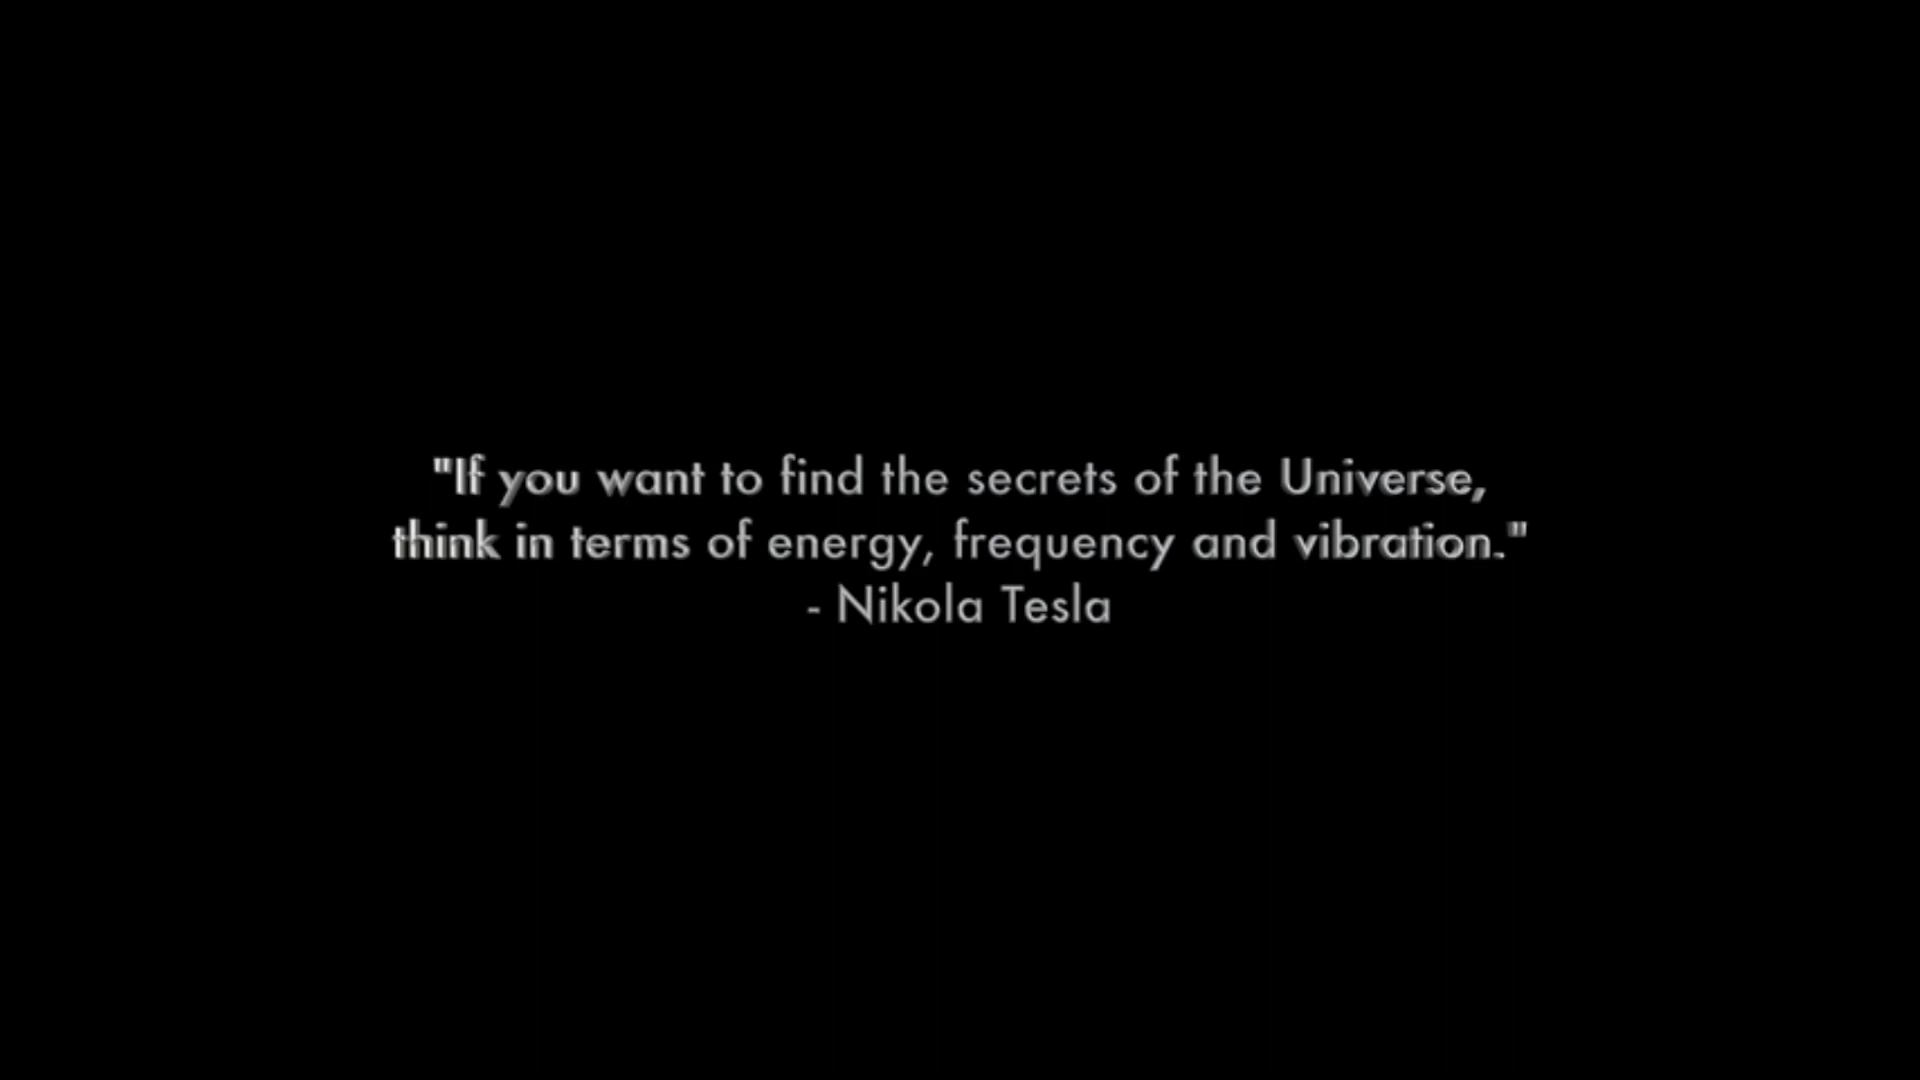 "If you want to find the secrets of the Universe,
think in terms of energy, frequency and vibration."
- Nikola Tesla